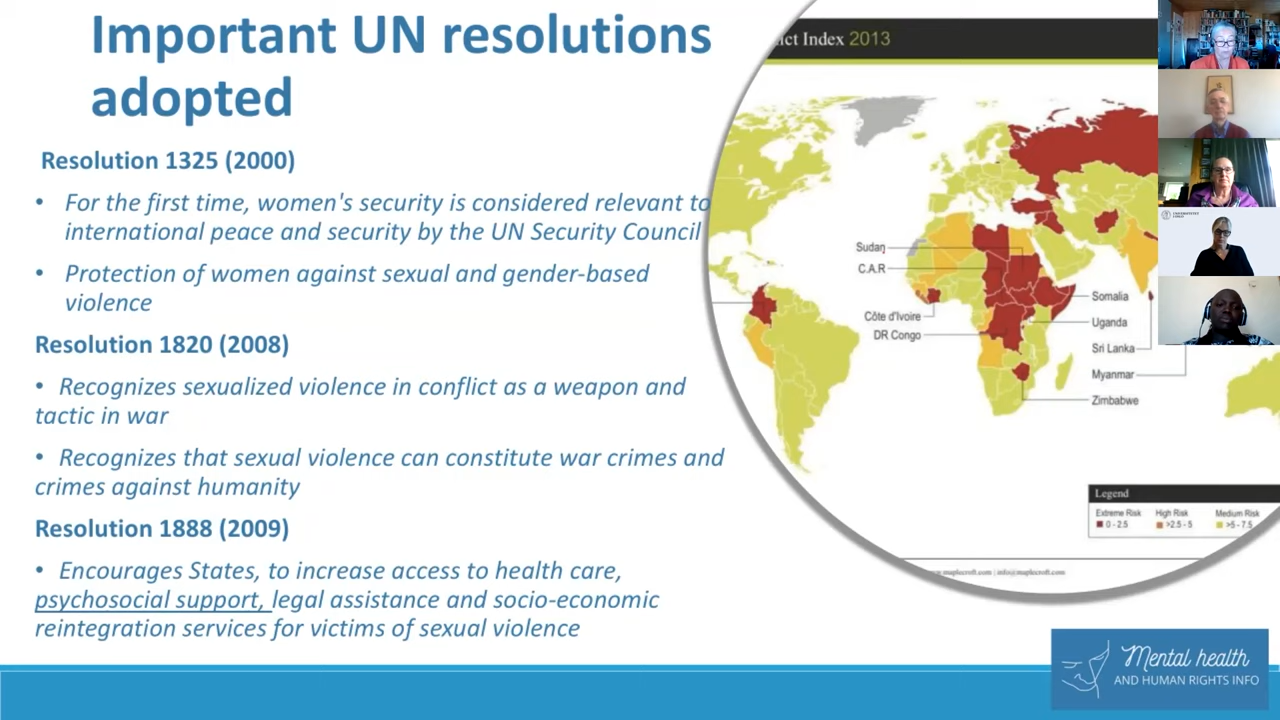 Important UN resolutions
adopted
Resolution 1325 (2000)
• For the first time, women's security is considered relevant to
international peace and security by the UN Security Council
• Protection of women against sexual and gender-based
violence
Resolution 1820 (2008)
• Recognizes sexualized violence in conflict as a weapon and
tactic in war
• Recognizes that sexual violence can constitute war crimes and
crimes against humanity
Resolution 1888 (2009)
• Encourages States, to increase access to health care,
psychosocial support, legal assistance and socio-economic
reintegration services for victims of sexual violence
Index 2013
Sudan
C.A.R
Côte d'Ivoire
DR Congo
Somalia
Uganda
Sri Lanka
Myanmar
Zimbabwe
Legend
Extreme Risk High Risk Medium Risk
0 - 2.5 >2.5 - 5 >5 - 7.5
.maplecroft.com | info@maplecroft.com
Mental health
AND HUMAN RIGHTS INFO